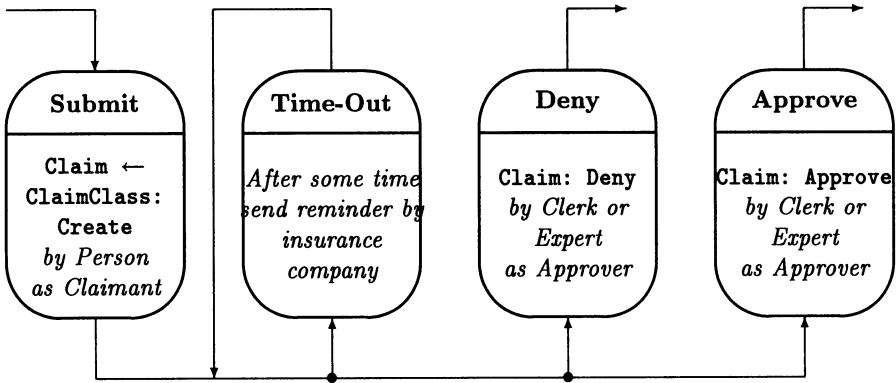 Submit
Claim ←
ClaimClass:
Create
by Person
as Claimant
Time-Out
After some time
send reminder by
insurance
company
Deny
Claim: Deny
by Clerk or
Expert
as Approver
Approve
Claim: Approve
by Clerk or
Expert
as Approver